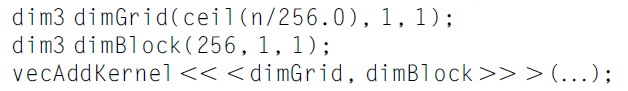 dim3 dimGrid(ceil(n/256.0), 1, 1);
dim3 dimBlock(256, 1, 1);
vecAddKernel<<<dimGrid, dimBlock>>>(...);